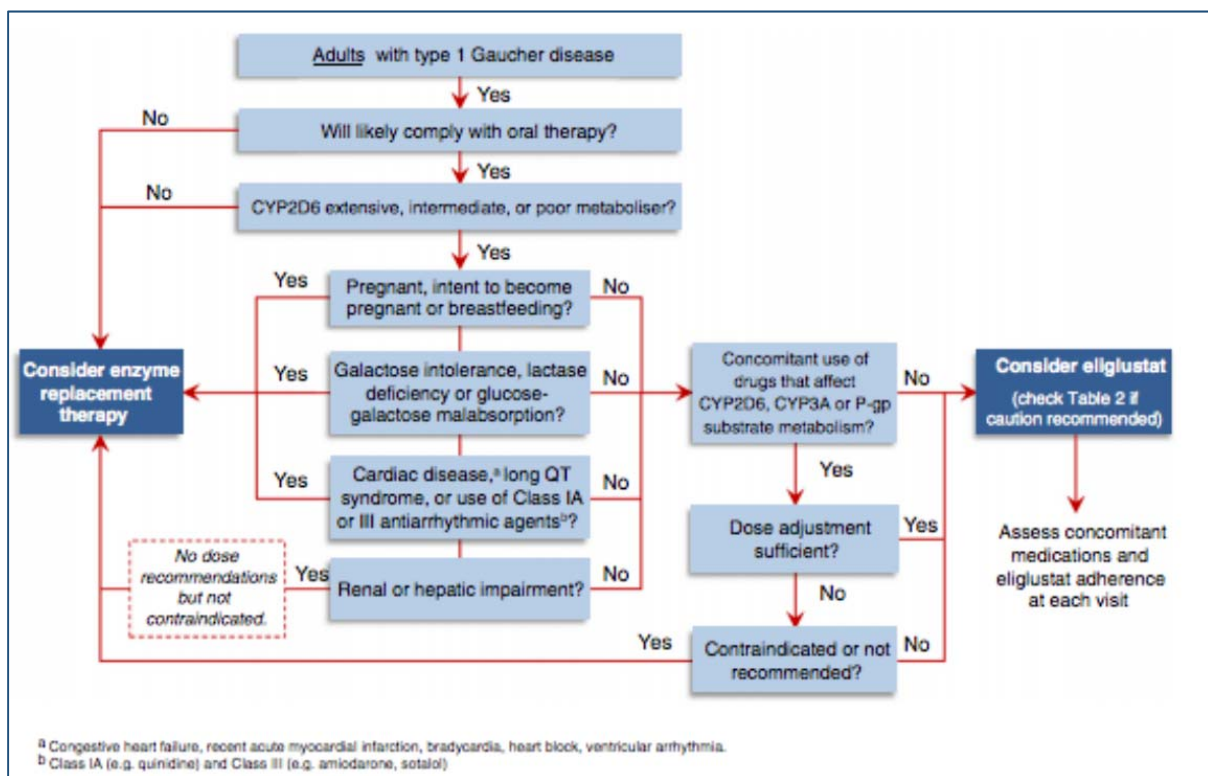 Adults with type 1 Gaucher disease
Yes
No
Will likely comply with oral therapy?
Yes
No
CYP2D6 extensive, intermediate, or poor metaboliser?
Yes
Yes
Pregnant, intent to become
pregnant or breastfeeding?
No
Consider enzyme
replacement
therapy
Yes
Galactose intolerance, lactase
deficiency or glucose-
galactose malabsorption?
No
Concomitant use of
drugs that affect
CYP2D6, CYP3A or P-gp
substrate metabolism?
No
Consider eliglustat
(check Table 2 if
caution recommended)
Yes
Cardiac disease,ᵃ long QT
syndrome, or use of Class IA
or III antiarrhythmic agentsᵇ?
No
Yes
Dose adjustment
sufficient?
Yes
Assess concomitant
medications and
eliglustat adherence
at each visit
No dose
recommendations
but not
contraindicated.
Yes
Renal or hepatic impairment?
No
No
Yes
Contraindicated or not
recommended?
No
ᵃ Congestive heart failure, recent acute myocardial infarction, bradycardia, heart block, ventricular arrhythmia.
ᵇ Class IA (e.g. quinidine) and Class III (e.g. amiodarone, sotalol)